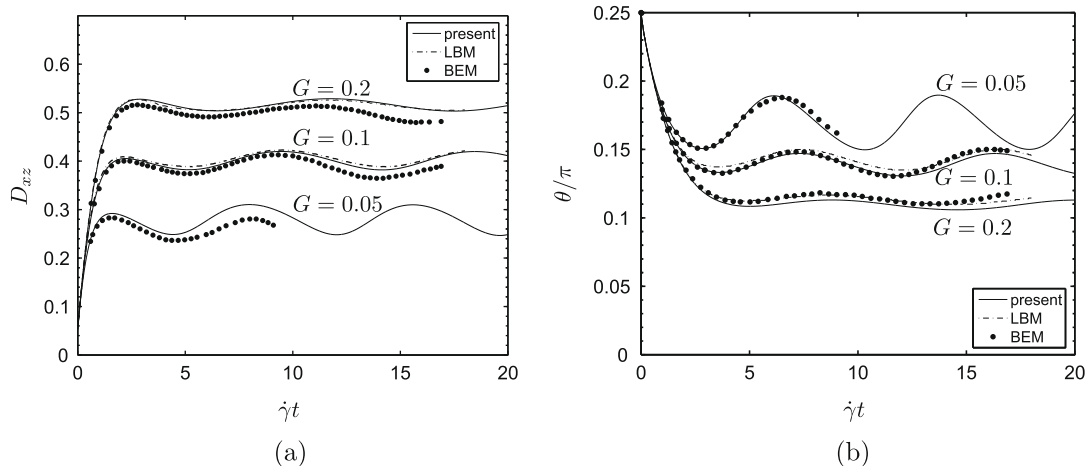 0.6
0.5
0.4
0.3
0.2
0.1
0
D_{xz}
present
LBM
BEM
G = 0.2
G = 0.1
G = 0.05
0 5 10 15 20
γ̇t
(a)
0.25
0.2
0.15
0.1
0.05
0
θ/π
G = 0.05
G = 0.1
G = 0.2
present
LBM
BEM
0 5 10 15 20
γ̇t
(b)